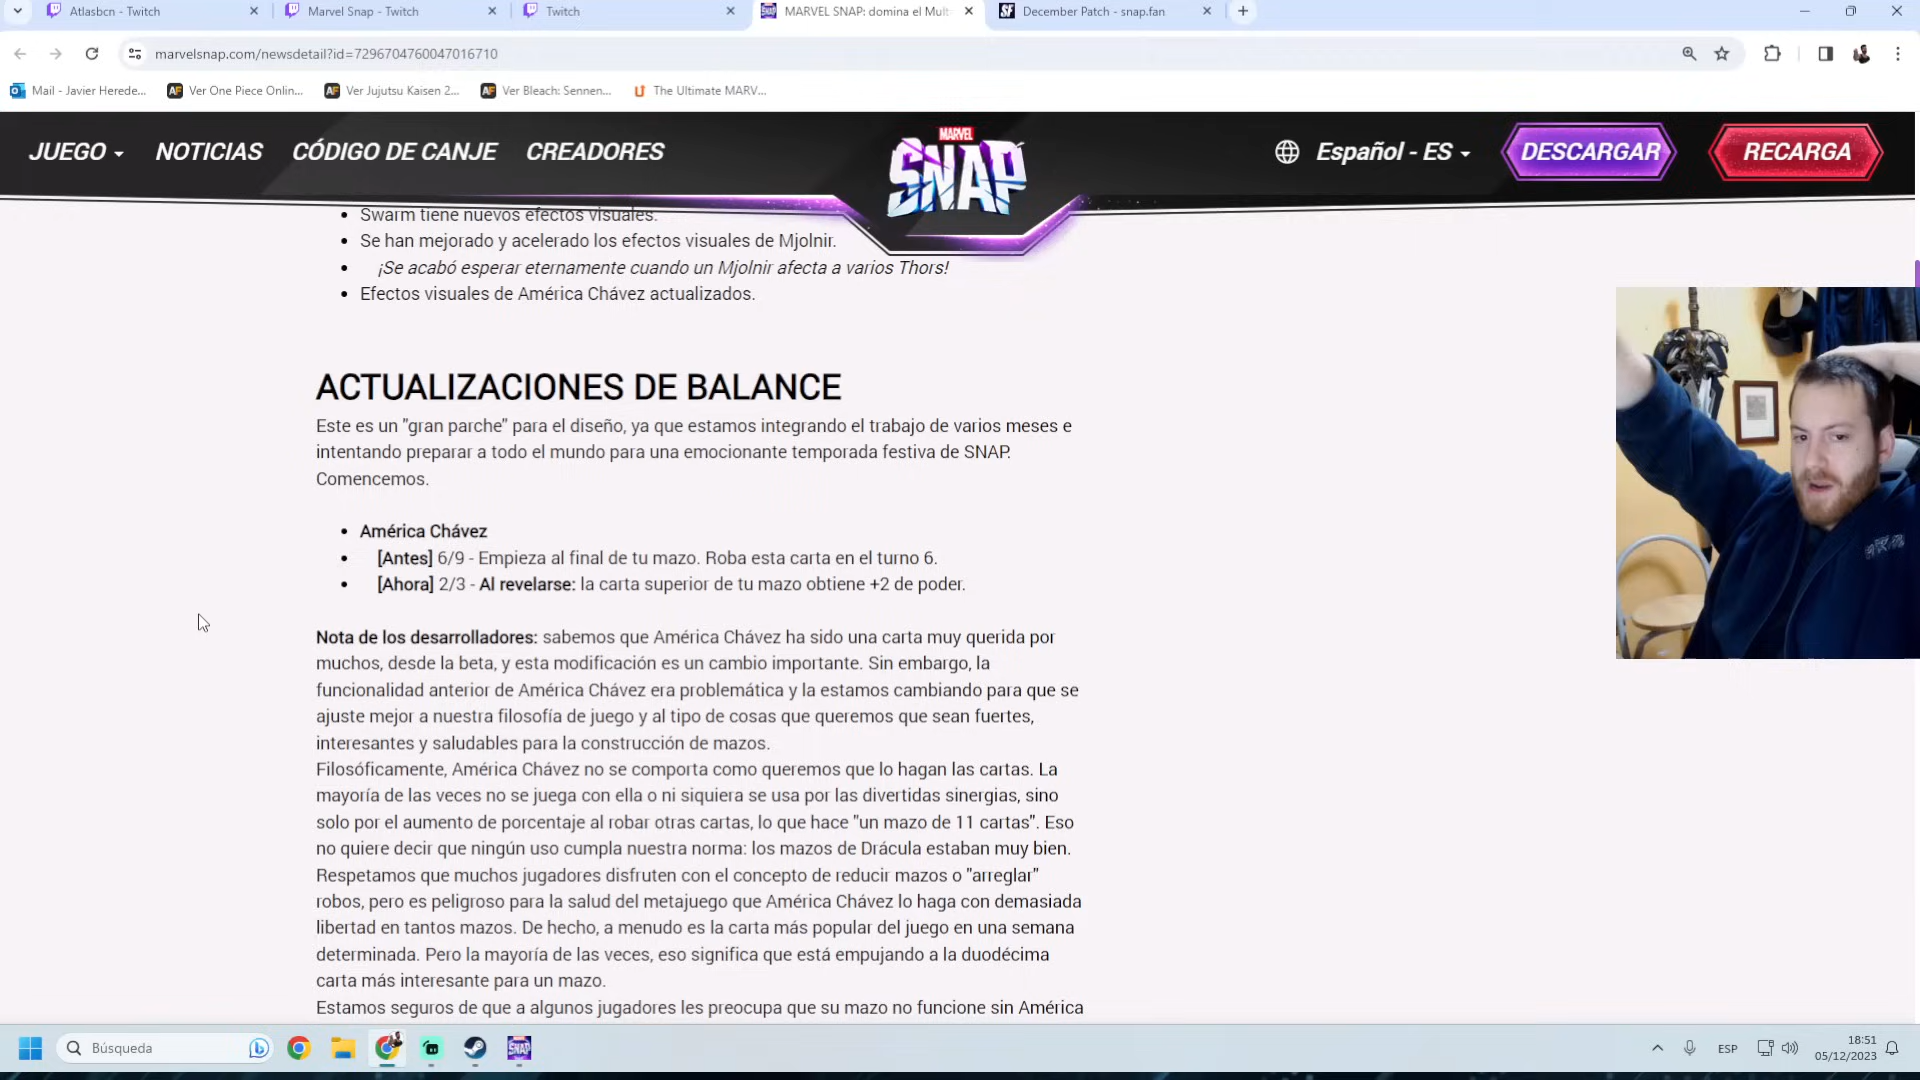 Atlasbcn - Twitch
Marvel Snap - Twitch
Twitch
MARVEL SNAP: domina el Mult
December Patch - snap.fan
marvelsnap.com/newsdetail?id=7296704760047016710
Mail - Javier Herede...
Ver One Piece Onlin...
Ver Jujutsu Kaisen 2...
Ver Bleach: Sennen...
The Ultimate MARV...
JUEGO
NOTICIAS
CÓDIGO DE CANJE
CREADORES
MARVEL
SNAP
Español - ES
DESCARGAR
RECARGA
• Swarm tiene nuevos efectos visuales.
• Se han mejorado y acelerado los efectos visuales de Mjolnir.
• ¡Se acabó esperar eternamente cuando un Mjolnir afecta a varios Thors!
• Efectos visuales de América Chávez actualizados.
ACTUALIZACIONES DE BALANCE
Este es un "gran parche" para el diseño, ya que estamos integrando el trabajo de varios meses e
intentando preparar a todo el mundo para una emocionante temporada festiva de SNAP.
Comencemos.
• América Chávez
• [Antes] 6/9 - Empieza al final de tu mazo. Roba esta carta en el turno 6.
• [Ahora] 2/3 - Al revelarse: la carta superior de tu mazo obtiene +2 de poder.
Nota de los desarrolladores: sabemos que América Chávez ha sido una carta muy querida por
muchos, desde la beta, y esta modificación es un cambio importante. Sin embargo, la
funcionalidad anterior de América Chávez era problemática y la estamos cambiando para que se
ajuste mejor a nuestra filosofía de juego y al tipo de cosas que queremos que sean fuertes,
interesantes y saludables para la construcción de mazos.
Filosóficamente, América Chávez no se comporta como queremos que lo hagan las cartas. La
mayoría de las veces no se juega con ella o ni siquiera se usa por las divertidas sinergias, sino
solo por el aumento de porcentaje al robar otras cartas, lo que hace "un mazo de 11 cartas". Eso
no quiere decir que ningún uso cumpla nuestra norma: los mazos de Drácula estaban muy bien.
Respetamos que muchos jugadores disfruten con el concepto de reducir mazos o "arreglar"
robos, pero es peligroso para la salud del metajuego que América Chávez lo haga con demasiada
libertad en tantos mazos. De hecho, a menudo es la carta más popular del juego en una semana
determinada. Pero la mayoría de las veces, eso significa que está empujando a la duodécima
carta más interesante para un mazo.
Estamos seguros de que a algunos jugadores les preocupa que su mazo no funcione sin América
Búsqueda
ESP
18:51
05/12/2023